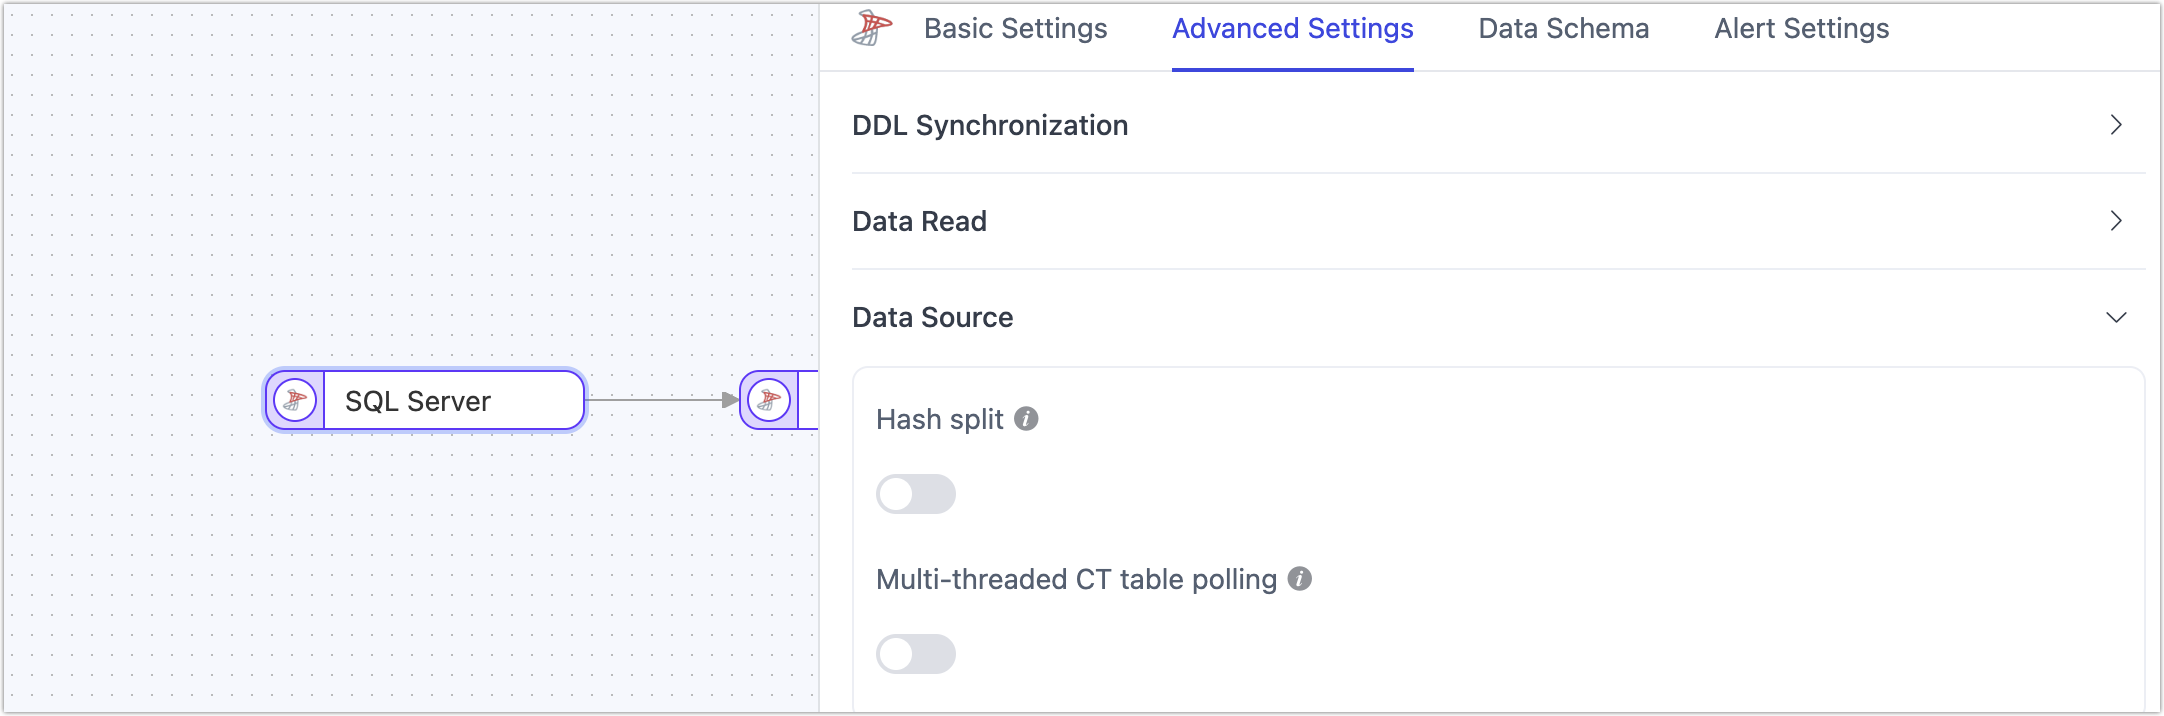 Basic Settings
Advanced Settings
Data Schema
Alert Settings
DDL Synchronization
Data Read
Data Source
SQL Server
Hash split
Multi-threaded CT table polling